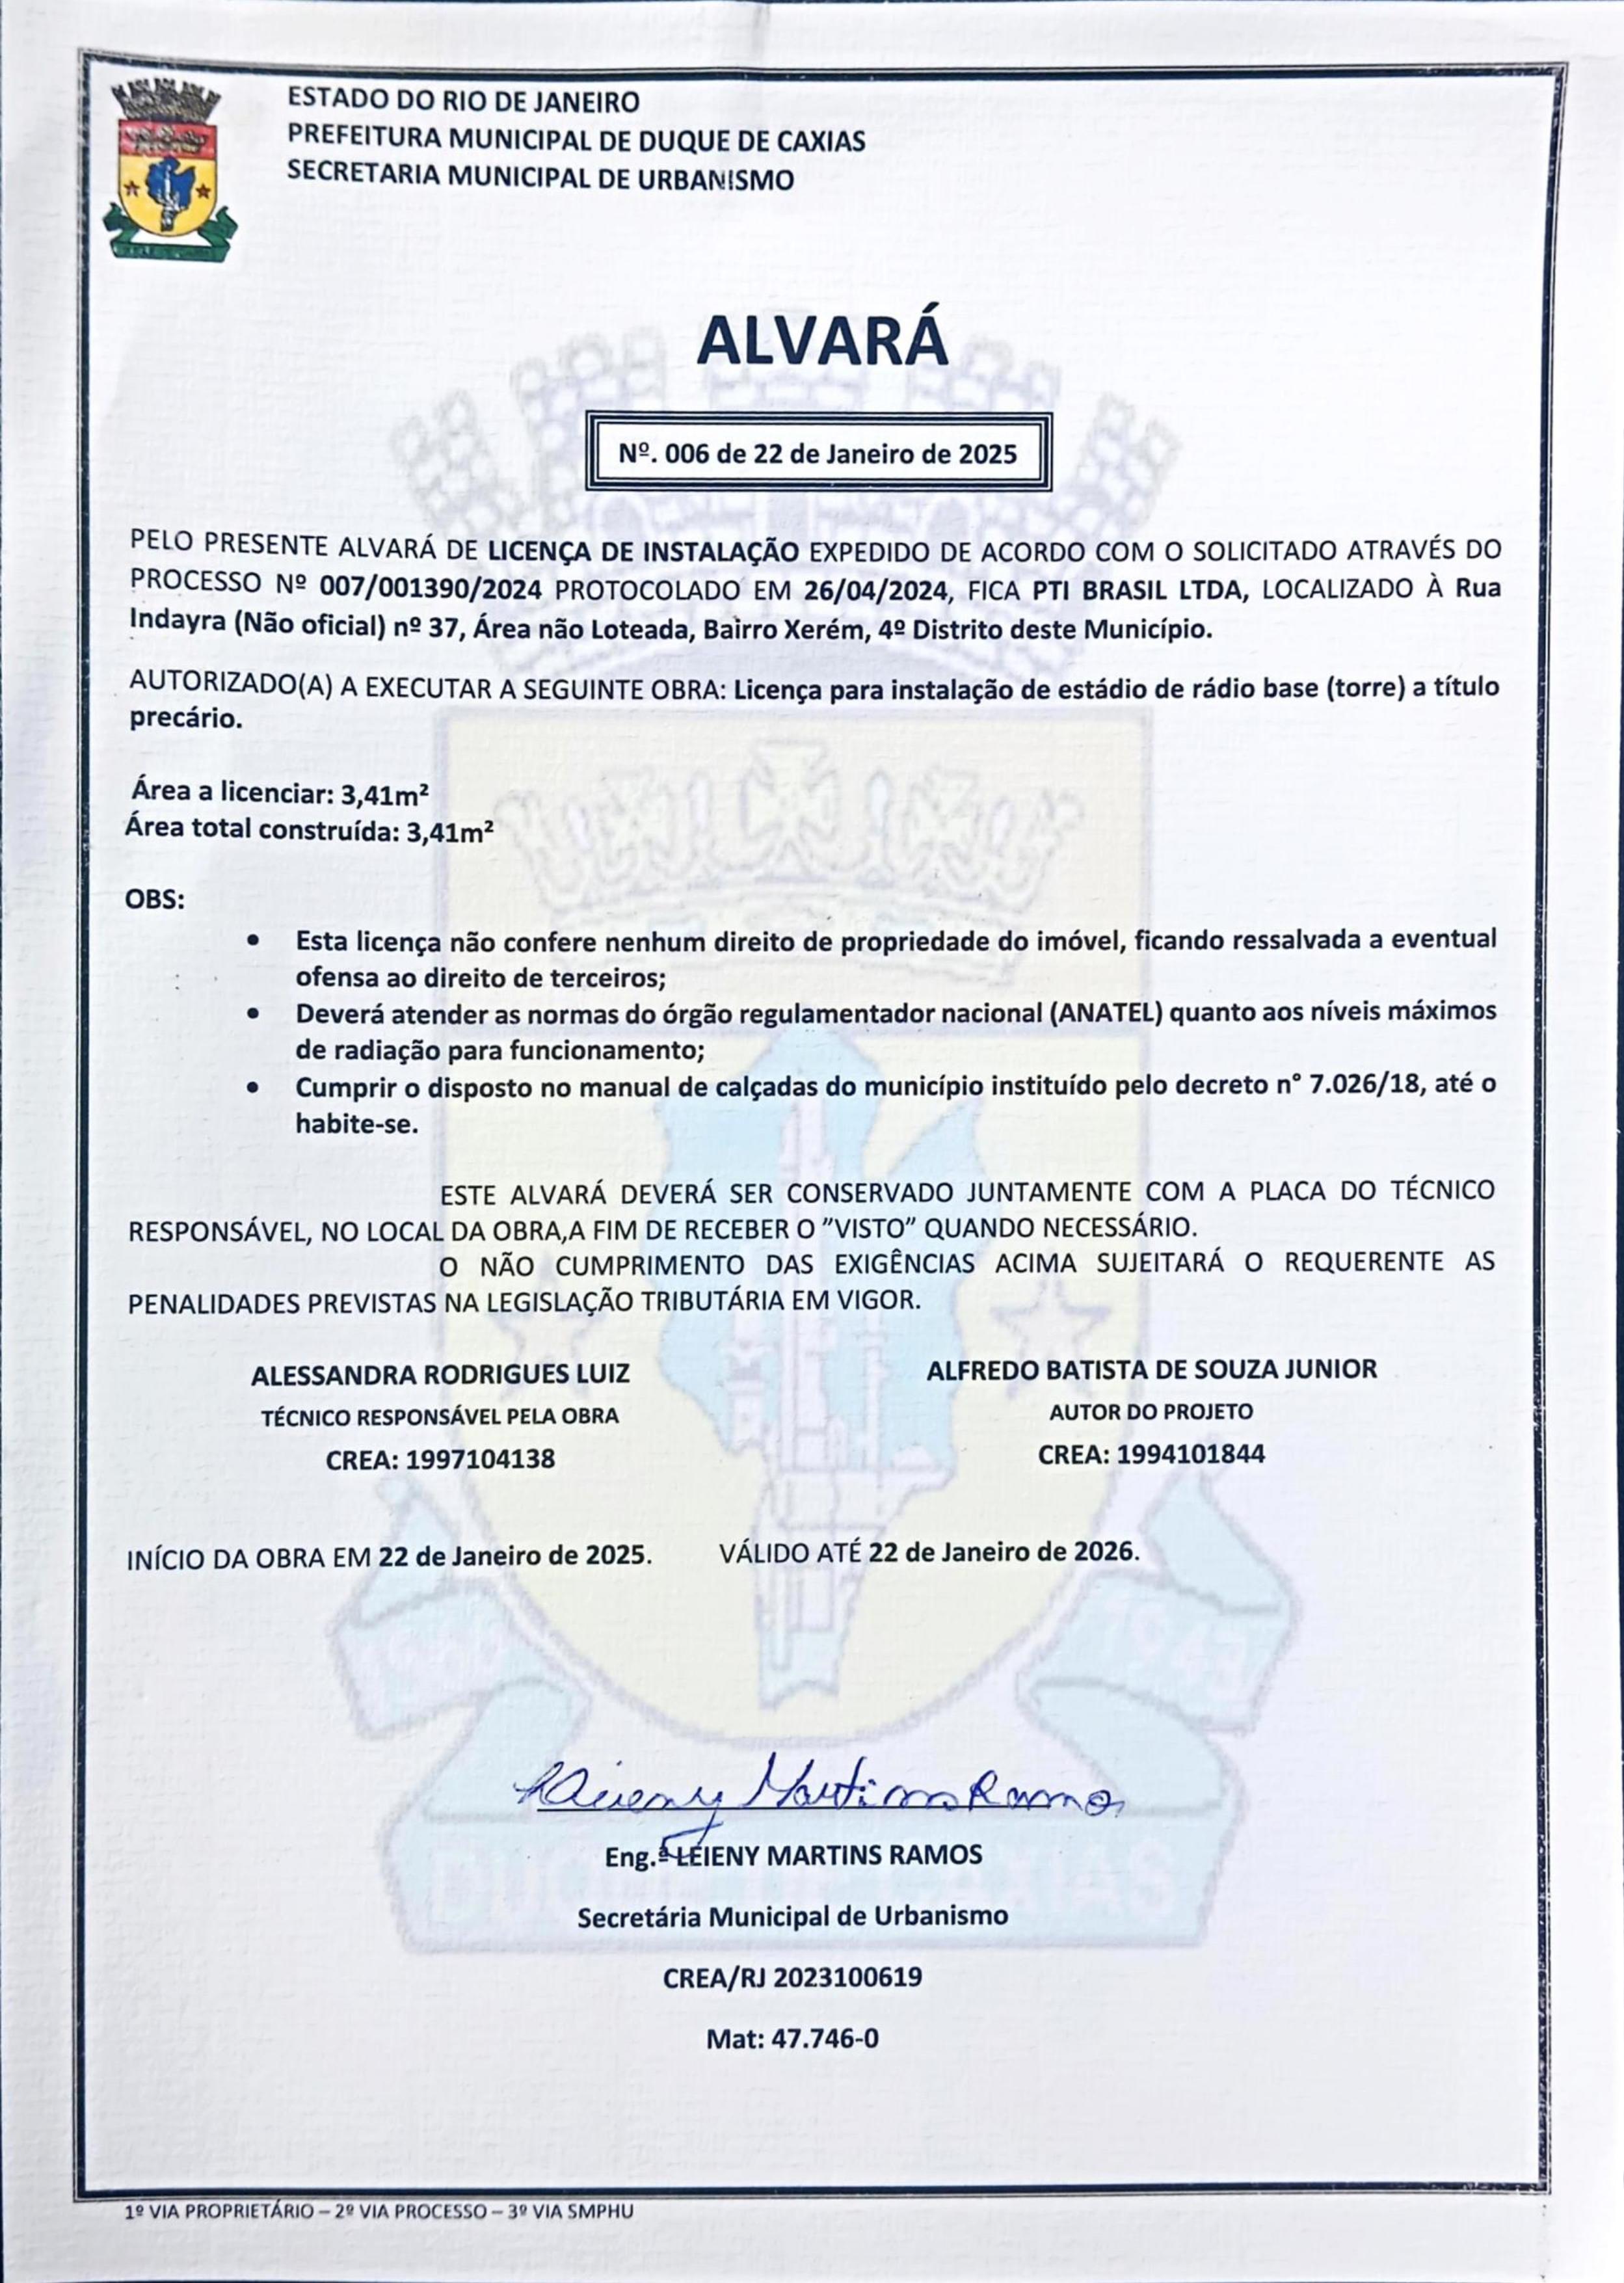 ESTADO DO RIO DE JANEIRO
PREFEITURA MUNICIPAL DE DUQUE DE CAXIAS
SECRETARIA MUNICIPAL DE URBANISMO
ALVARÁ
Nº. 006 de 22 de Janeiro de 2025
PELO PRESENTE ALVARÁ DE LICENÇA DE INSTALAÇÃO EXPEDIDO DE ACORDO COM O SOLICITADO ATRAVÉS DO
PROCESSO Nº 007/001390/2024 PROTOCOLADO EM 26/04/2024, FICA PTI BRASIL LTDA, LOCALIZADO À Rua
Indayra (Não oficial) nº 37, Área não Loteada, Bairro Xerém, 4º Distrito deste Município.
AUTORIZADO(A) A EXECUTAR A SEGUINTE OBRA: Licença para instalação de estádio de rádio base (torre) a título
precário.
Área a licenciar: 3,41m²
Área total construída: 3,41m²
OBS:
• Esta licença não confere nenhum direito de propriedade do imóvel, ficando ressalvada a eventual
ofensa ao direito de terceiros;
• Deverá atender as normas do órgão regulamentador nacional (ANATEL) quanto aos níveis máximos
de radiação para funcionamento;
• Cumprir o disposto no manual de calçadas do município instituído pelo decreto n° 7.026/18, até o
habite-se.
ESTE ALVARÁ DEVERÁ SER CONSERVADO JUNTAMENTE COM A PLACA DO TÉCNICO
RESPONSÁVEL, NO LOCAL DA OBRA,A FIM DE RECEBER O "VISTO" QUANDO NECESSÁRIO.
O NÃO CUMPRIMENTO DAS EXIGÊNCIAS ACIMA SUJEITARÁ O REQUERENTE AS
PENALIDADES PREVISTAS NA LEGISLAÇÃO TRIBUTÁRIA EM VIGOR.
ALESSANDRA RODRIGUES LUIZ
TÉCNICO RESPONSÁVEL PELA OBRA
CREA: 1997104138
ALFREDO BATISTA DE SOUZA JUNIOR
AUTOR DO PROJETO
CREA: 1994101844
INÍCIO DA OBRA EM 22 de Janeiro de 2025. VÁLIDO ATÉ 22 de Janeiro de 2026.
Martins Ramos
Eng.ª LEIENY MARTINS RAMOS
Secretária Municipal de Urbanismo
CREA/RJ 2023100619
Mat: 47.746-0
1º VIA PROPRIETÁRIO – 2º VIA PROCESSO – 3º VIA SMPHU